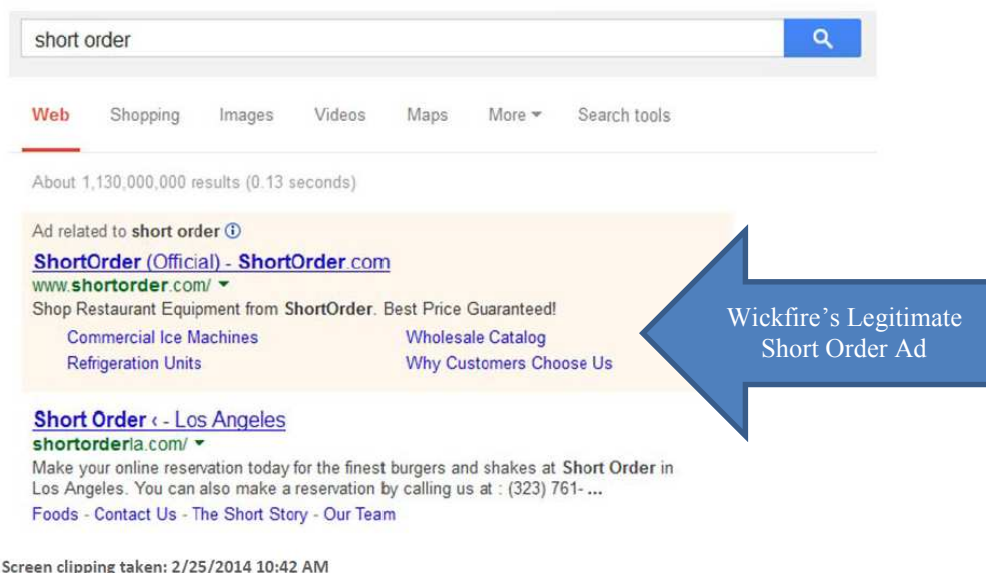 short order
Web Shopping Images Videos Maps More Search tools
About 1,130,000,000 results (0.13 seconds)
Ad related to short order
ShortOrder (Official) - ShortOrder.com
www.shortorder.com/
Shop Restaurant Equipment from ShortOrder. Best Price Guaranteed!
Commercial Ice Machines Wholesale Catalog
Refrigeration Units Why Customers Choose Us
Wickfire's Legitimate
Short Order Ad
Short Order ‹ - Los Angeles
shortorderla.com/
Make your online reservation today for the finest burgers and shakes at Short Order in
Los Angeles. You can also make a reservation by calling us at : (323) 761- ...
Foods - Contact Us - The Short Story - Our Team
Screen clipping taken: 2/25/2014 10:42 AM